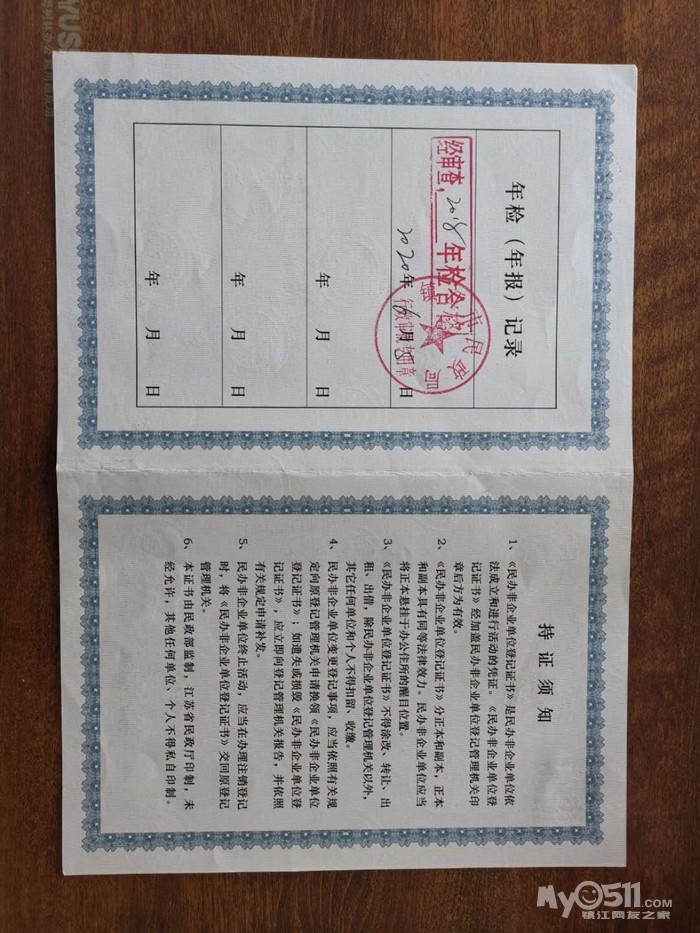 年检（年报）记录
经审查，2018年检合格
镇江市民政局
行政审批专用章
2020年6月 日
年 月 日
年 月 日
年 月 日
持证须知
1、《民办非企业单位登记证书》是民办非企业单位依
法成立和进行活动的凭证。《民办非企业单位登
记证书》经加盖民办非企业单位登记管理机关印
章后方为有效。
2、《民办非企业单位登记证书》分正本和副本，正本
和副本具有同等法律效力。民办非企业单位应当
将正本悬挂于办公住所的醒目位置。
3、《民办非企业单位登记证书》不得涂改、转让、出
租、出借，除民办非企业单位登记管理机关以外，
其它任何单位和个人不得扣留、收缴。
4、民办非企业单位变更登记事项，应当依照有关规
定向原登记管理机关申请换领《民办非企业单位
登记证书》；如遗失或损毁《民办非企业单位登
记证书》，应立即向登记管理机关报告，并依照
有关规定申请补发。
5、民办非企业单位终止活动，应当在办理注销登记
时，将《民办非企业单位登记证书》交回原登记
管理机关。
6、本证书由民政部监制，江苏省民政厅印制，未
经允许，其他任何单位、个人不得私自印制。
My0511.com
镇江网友之家